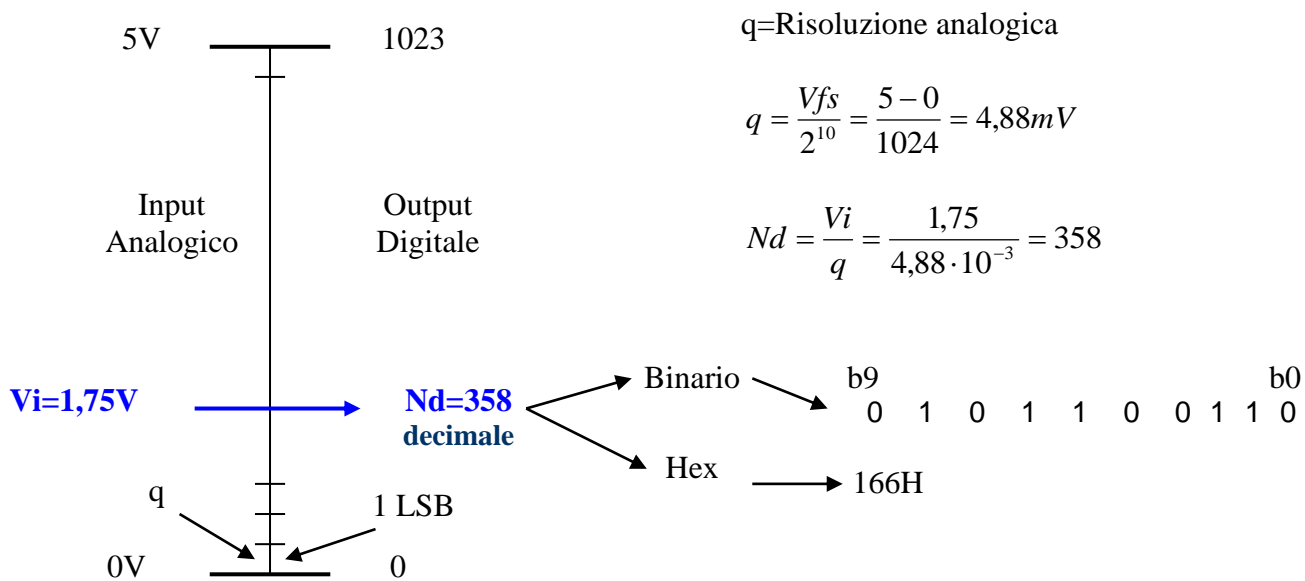 5V
1023
q=Risoluzione analogica
q = Vfs / 2^10 = 5 − 0 / 1024 = 4,88mV
Input
Analogico
Output
Digitale
Nd = Vi / q = 1,75 / 4,88 · 10^−3 = 358
Vi=1,75V
Nd=358
decimale
Binario
b9 b0
0 1 0 1 1 0 0 1 1 0
Hex
166H
q
1 LSB
0V
0